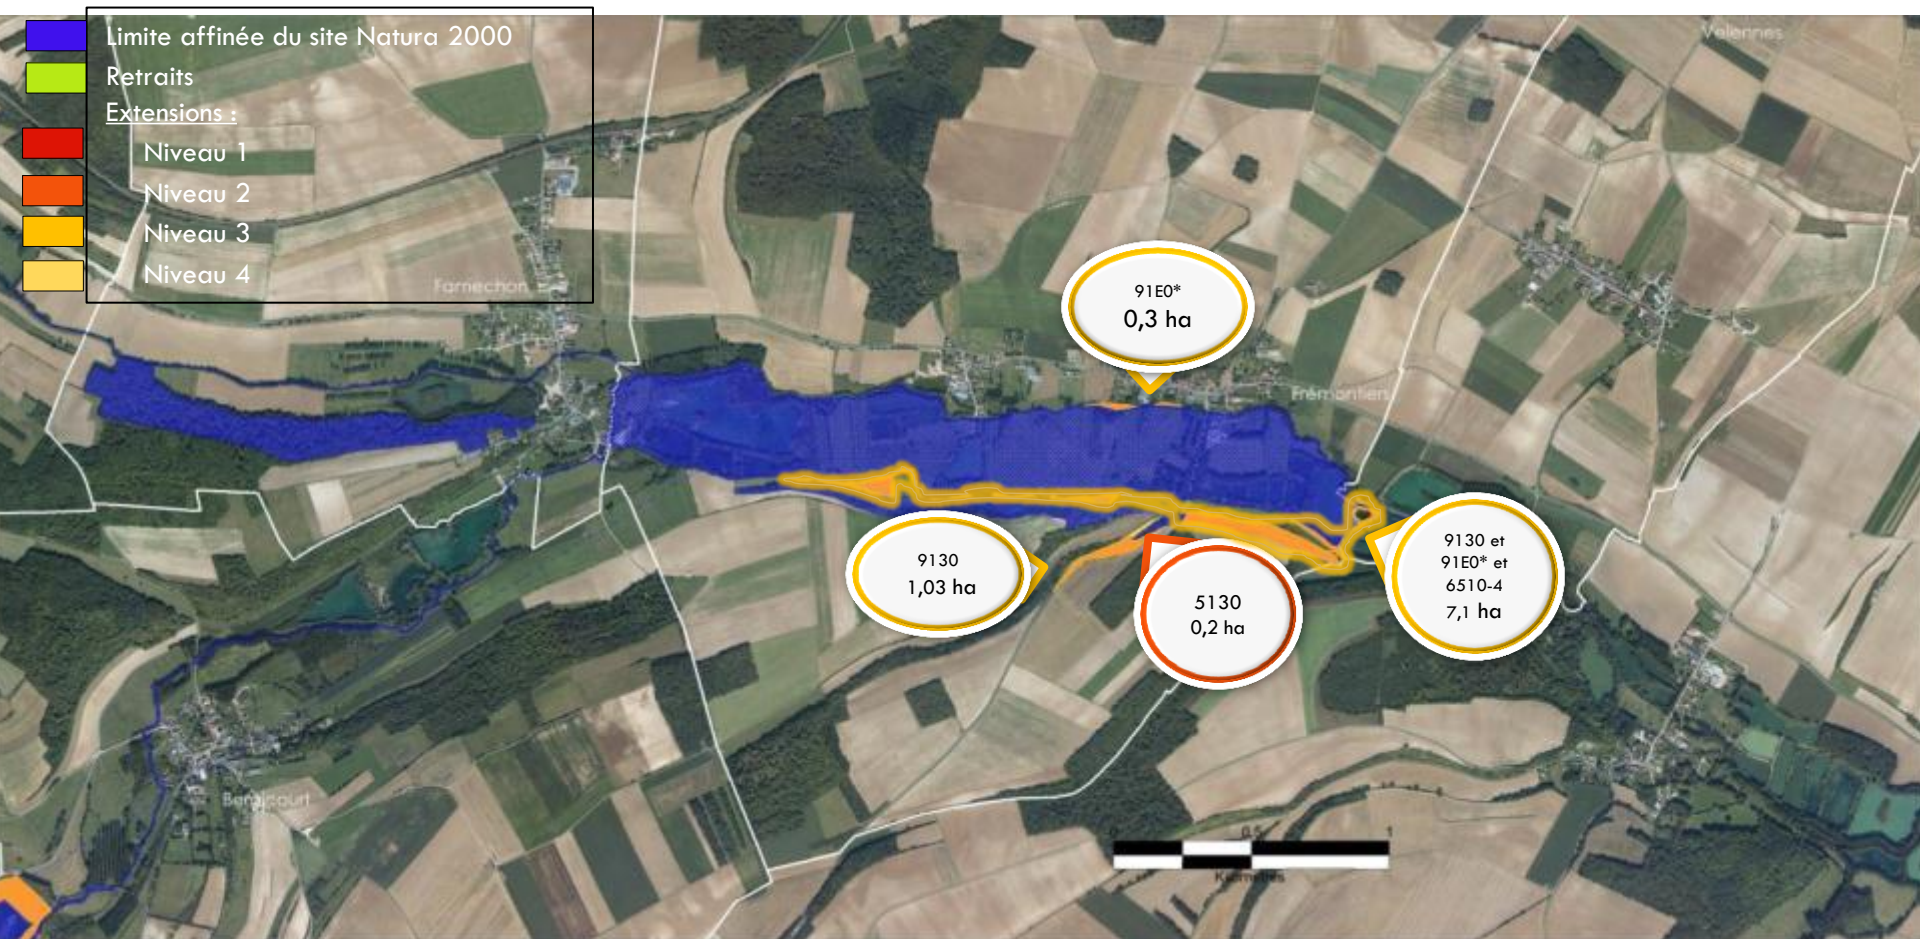 Limite affinée du site Natura 2000
Retraits
Extensions :
Niveau 1
Niveau 2
Niveau 3
Niveau 4
Velennes
Famechon
91E0*
0,3 ha
Frémontiers
9130
1,03 ha
5130
0,2 ha
9130 et
91E0* et
6510-4
7,1 ha
Bergicourt
0 0,5 1
Kilomètres